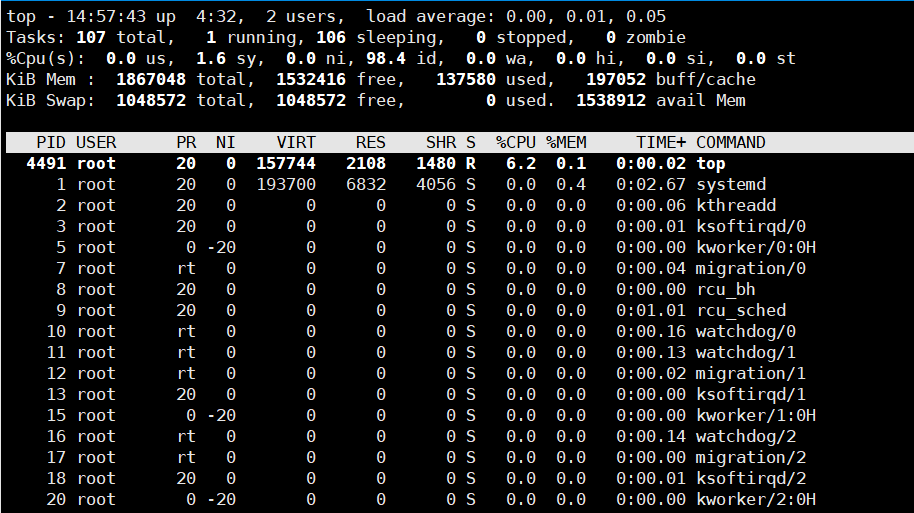 top - 14:57:43 up  4:32,  2 users,  load average: 0.00, 0.01, 0.05
Tasks: 107 total,   1 running, 106 sleeping,   0 stopped,   0 zombie
%Cpu(s):  0.0 us,  1.6 sy,  0.0 ni, 98.4 id,  0.0 wa,  0.0 hi,  0.0 si,  0.0 st
KiB Mem :  1867048 total,  1532416 free,   137580 used,   197052 buff/cache
KiB Swap:  1048572 total,  1048572 free,        0 used.  1538912 avail Mem
   PID USER      PR  NI    VIRT    RES    SHR S  %CPU %MEM     TIME+ COMMAND
  4491 root      20   0  157744   2108   1480 R   6.2  0.1   0:00.02 top
     1 root      20   0  193700   6832   4056 S   0.0  0.4   0:02.67 systemd
     2 root      20   0       0      0      0 S   0.0  0.0   0:00.06 kthreadd
     3 root      20   0       0      0      0 S   0.0  0.0   0:00.01 ksoftirqd/0
     5 root       0 -20       0      0      0 S   0.0  0.0   0:00.00 kworker/0:0H
     7 root      rt   0       0      0      0 S   0.0  0.0   0:00.04 migration/0
     8 root      20   0       0      0      0 S   0.0  0.0   0:00.00 rcu_bh
     9 root      20   0       0      0      0 S   0.0  0.0   0:01.01 rcu_sched
    10 root      rt   0       0      0      0 S   0.0  0.0   0:00.16 watchdog/0
    11 root      rt   0       0      0      0 S   0.0  0.0   0:00.13 watchdog/1
    12 root      rt   0       0      0      0 S   0.0  0.0   0:00.02 migration/1
    13 root      20   0       0      0      0 S   0.0  0.0   0:00.00 ksoftirqd/1
    15 root       0 -20       0      0      0 S   0.0  0.0   0:00.00 kworker/1:0H
    16 root      rt   0       0      0      0 S   0.0  0.0   0:00.14 watchdog/2
    17 root      rt   0       0      0      0 S   0.0  0.0   0:00.00 migration/2
    18 root      20   0       0      0      0 S   0.0  0.0   0:00.01 ksoftirqd/2
    20 root       0 -20       0      0      0 S   0.0  0.0   0:00.00 kworker/2:0H